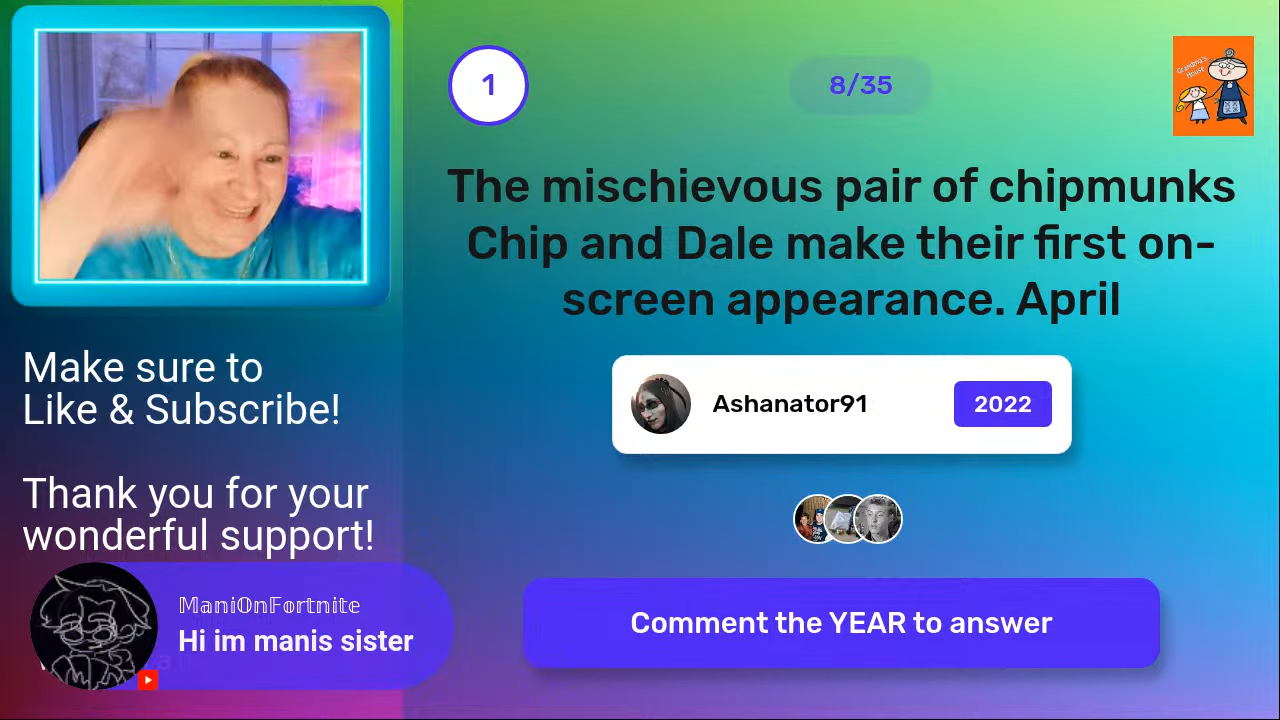 1
8/35
Grandma's
House
The mischievous pair of chipmunks
Chip and Dale make their first on-
screen appearance. April
Ashanator91
2022
Make sure to
Like & Subscribe!
Thank you for your
wonderful support!
𝕄𝕒𝕟𝕚𝕆𝕟𝔽𝕠𝕣𝕥𝕟𝕚𝕥𝕖
Hi im manis sister
Comment the YEAR to answer